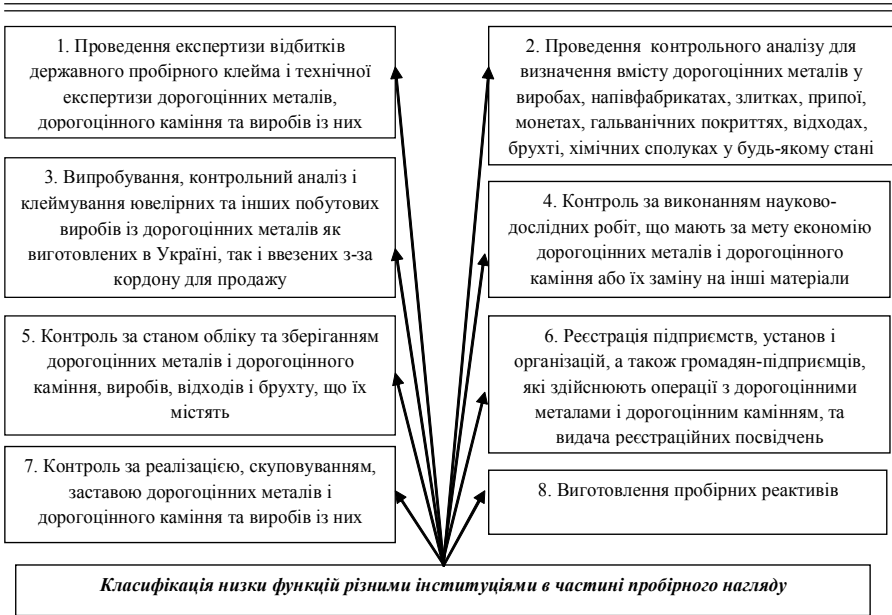 1. Проведення експертизи відбитків
державного пробірного клейма і технічної
експертизи дорогоцінних металів,
дорогоцінного каміння та виробів із них
2. Проведення контрольного аналізу для
визначення вмісту дорогоцінних металів у
виробах, напівфабрикатах, злитках, припої,
монетах, гальванічних покриттях, відходах,
брухті, хімічних сполуках у будь-якому стані
3. Випробування, контрольний аналіз і
клеймування ювелірних та інших побутових
виробів із дорогоцінних металів як
виготовлених в Україні, так і ввезених з-за
кордону для продажу
4. Контроль за виконанням науково-
дослідних робіт, що мають за мету економію
дорогоцінних металів і дорогоцінного
каміння або їх заміну на інші матеріали
5. Контроль за станом обліку та зберіганням
дорогоцінних металів і дорогоцінного
каміння, виробів, відходів і брухту, що їх
містять
6. Реєстрація підприємств, установ і
організацій, а також громадян-підприємців,
які здійснюють операції з дорогоцінними
металами і дорогоцінним камінням, та
видача реєстраційних посвідчень
7. Контроль за реалізацією, скуповуванням,
заставою дорогоцінних металів і
дорогоцінного каміння та виробів із них
8. Виготовлення пробірних реактивів
Класифікація низки функцій різними інституціями в частині пробірного нагляду